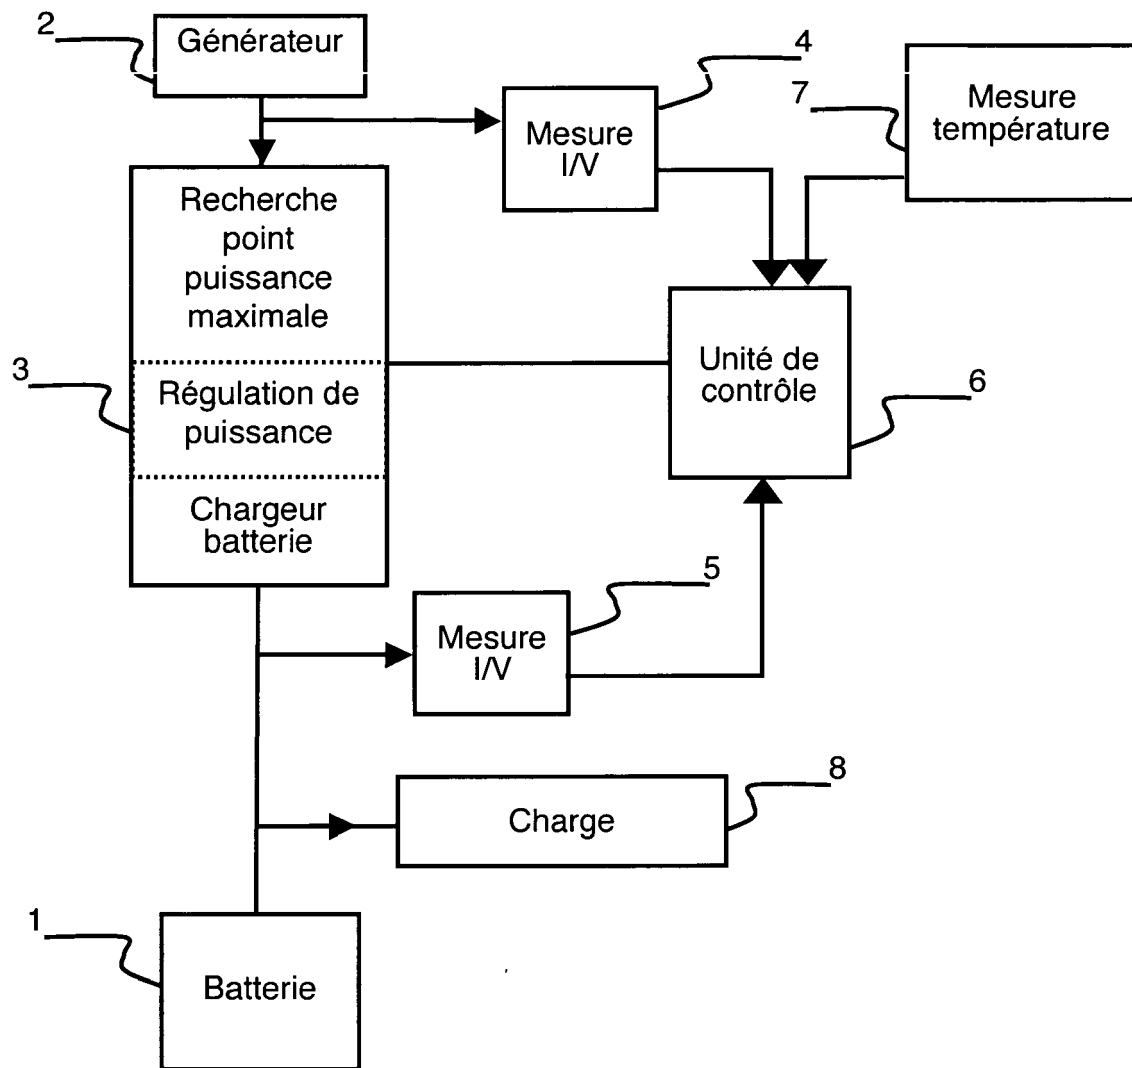 2
Générateur
4
7
Mesure
température
Mesure
I/V
Recherche
point
puissance
maximale
3
Régulation de
puissance
Unité de
contrôle
6
Chargeur
batterie
5
Mesure
I/V
8
Charge
1
Batterie